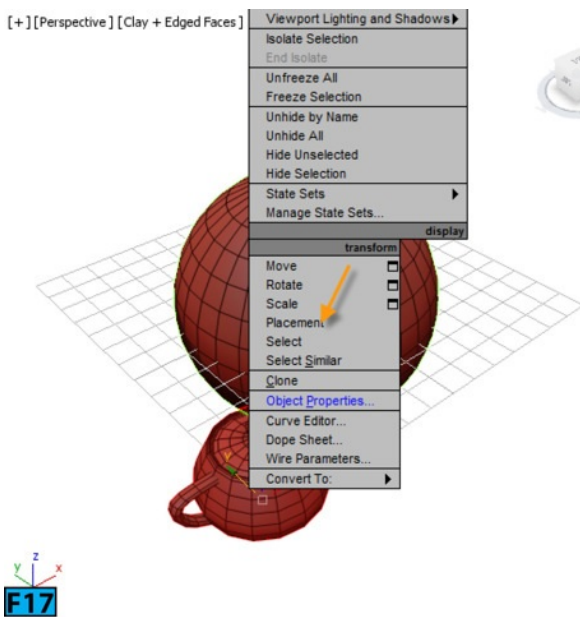 [+] [Perspective] [Clay + Edged Faces]
Viewport Lighting and Shadows
Isolate Selection
End Isolate
Unfreeze All
Freeze Selection
Unhide by Name
Unhide All
Hide Unselected
Hide Selection
State Sets
Manage State Sets...
display
transform
Move
Rotate
Scale
Placement
Select
Select Similar
Clone
Object Properties...
Curve Editor...
Dope Sheet...
Wire Parameters...
Convert To:
y
z
y
x
F17